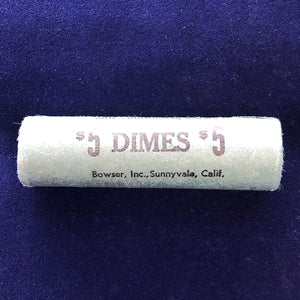 $5 DIMES $5
Bowser, Inc., Sunnyvale, Calif.